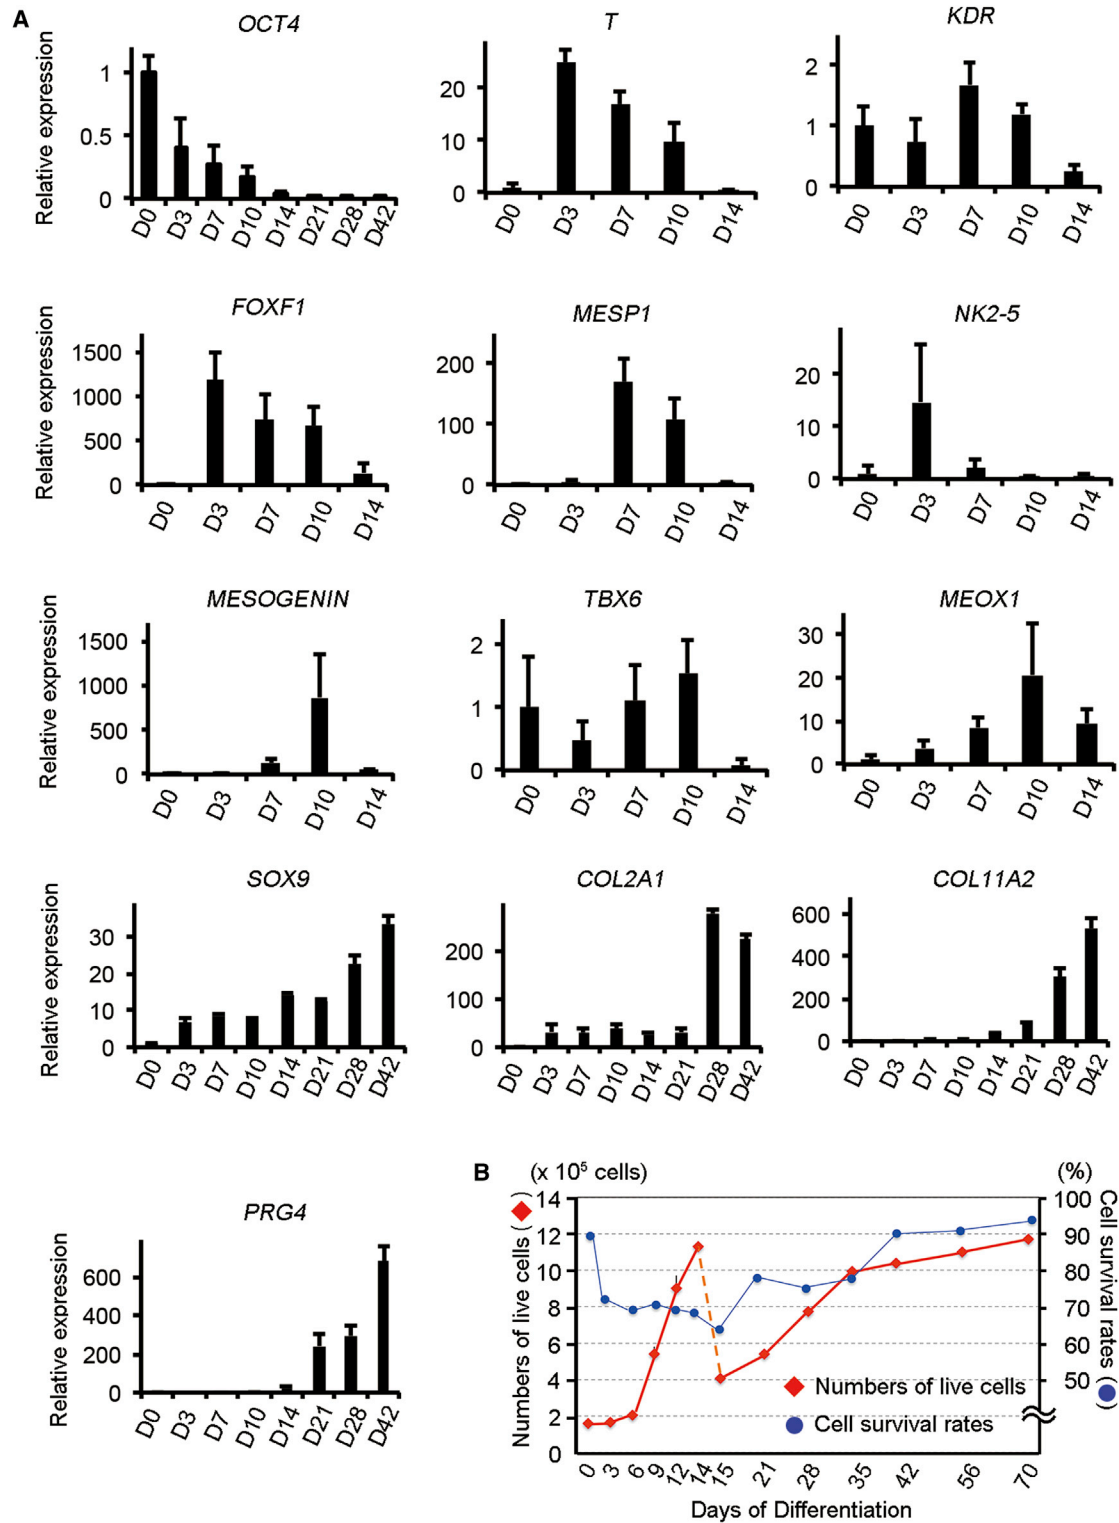 A
OCT4
Relative expression
1
0.5
0
D0 D3 D7 D10 D14 D21 D28 D42
T
20
10
0
D0 D3 D7 D10 D14
KDR
2
1
0
D0 D3 D7 D10 D14
FOXF1
Relative expression
1500
1000
500
0
D0 D3 D7 D10 D14
MESP1
200
100
0
D0 D3 D7 D10 D14
NK2-5
20
10
0
D0 D3 D7 D10 D14
MESOGENIN
Relative expression
1500
1000
500
0
D0 D3 D7 D10 D14
TBX6
2
1
0
D0 D3 D7 D10 D14
MEOX1
30
20
10
0
D0 D3 D7 D10 D14
SOX9
Relative expression
30
20
10
0
D0 D3 D7 D10 D14 D21 D28 D42
COL2A1
200
100
0
D0 D3 D7 D10 D14 D21 D28 D42
COL11A2
600
400
200
0
D0 D3 D7 D10 D14 D21 D28 D42
PRG4
Relative expression
600
400
200
0
D0 D3 D7 D10 D14 D21 D28 D42
B
(x 10⁵ cells)
(%)
Numbers of live cells ( )
14
12
10
8
6
4
2
0
100
90
80
70
60
50
Cell survival rates ( )
Numbers of live cells
Cell survival rates
0 3 6 9 12 14 15 21 28 35 42 56 70
Days of Differentiation